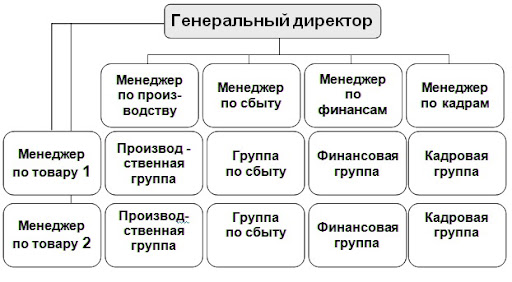 Генеральный директор
Менеджер
по произ-
водству
Менеджер
по сбыту
Менеджер
по
финансам
Менеджер
по кадрам
Менеджер
по товару 1
Производ -
ственная
группа
Группа
по сбыту
Финансовая
группа
Кадровая
группа
Менеджер
по товару 2
Производ-
ственная
группа
Группа
по сбыту
Финансовая
группа
Кадровая
группа